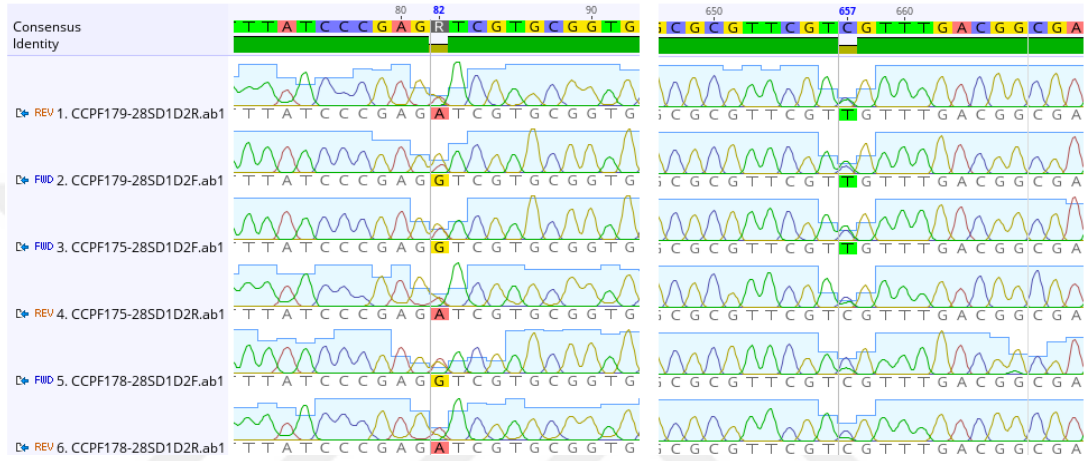 80 82 90 650 657 660
Consensus T T A T C C C G A G R T C G T G C G G T G G C G C G T T C G T C G T T T G A C G G C G A
Identity
REV 1. CCPF179-28SD1D2R.ab1 T T A T C C C G A G A T C G T G C G G T G G C G C G T T C G T T G T T T G A C G G C G A
FWD 2. CCPF179-28SD1D2F.ab1 T T A T C C C G A G G T C G T G C G G T G G C G C G T T C G T T G T T T G A C G G C G A
FWD 3. CCPF175-28SD1D2F.ab1 T T A T C C C G A G G T C G T G C G G T G G C G C G T T C G T T G T T T G A C G G C G A
REV 4. CCPF175-28SD1D2R.ab1 T T A T C C C G A G A T C G T G C G G T G G C G C G T T C G T C G T T T G A C G G C G A
FWD 5. CCPF178-28SD1D2F.ab1 T T A T C C C G A G G T C G T G C G G T G G C G C G T T C G T C G T T T G A C G G C G A
REV 6. CCPF178-28SD1D2R.ab1 T T A T C C C G A G A T C G T G C G G T G G C G C G T T C G T C G T T T G A C G G C G A